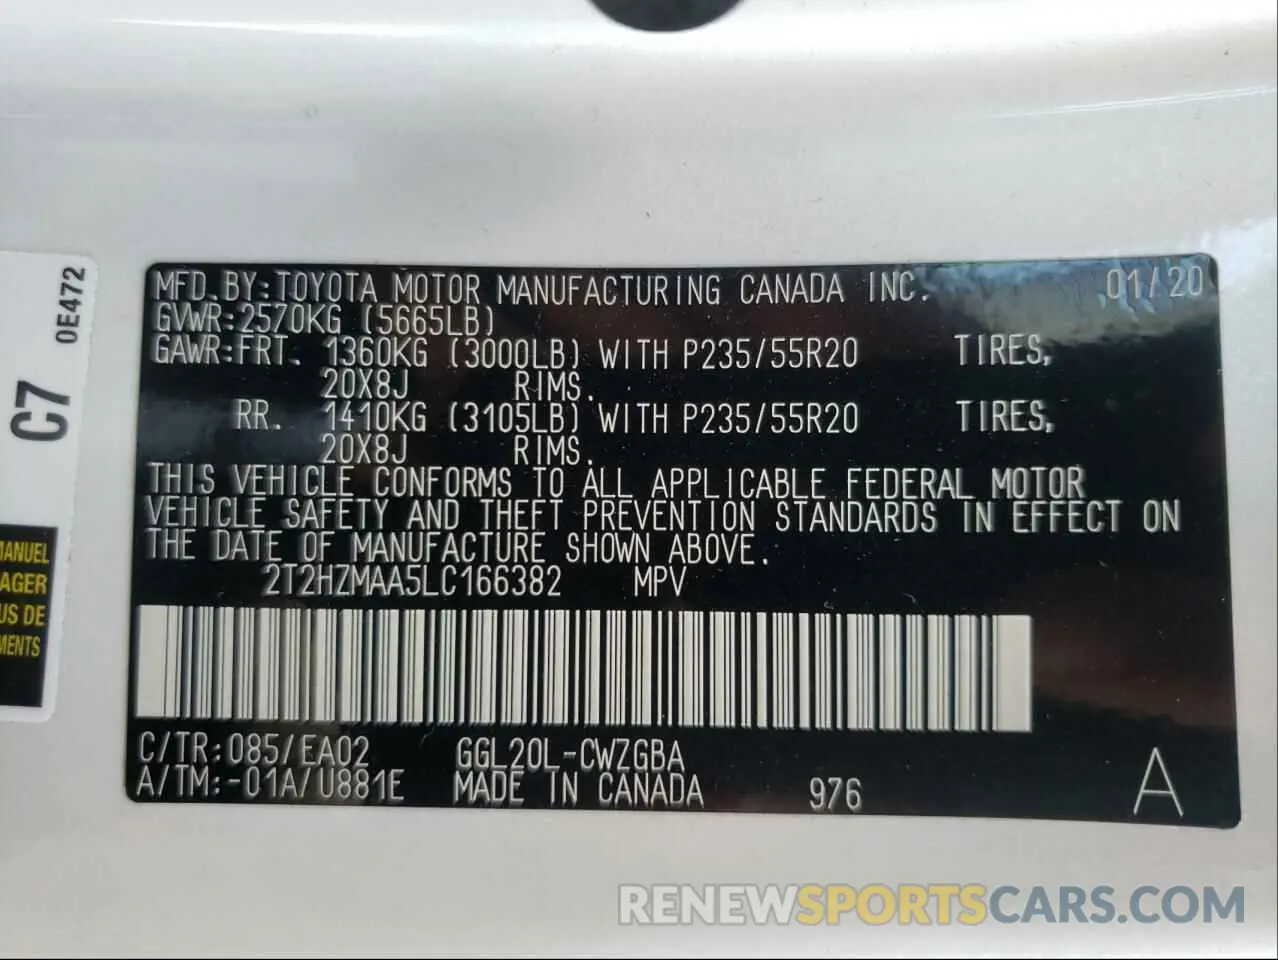 MFD.BY:TOYOTA MOTOR MANUFACTURING CANADA INC. 01/20
GVWR:2570KG (5665LB)
GAWR:FRT. 1360KG (3000LB) WITH P235/55R20 TIRES,
20X8J RIMS.
RR. 1410KG (3105LB) WITH P235/55R20 TIRES,
20X8J RIMS.
THIS VEHICLE CONFORMS TO ALL APPLICABLE FEDERAL MOTOR
VEHICLE SAFETY AND THEFT PREVENTION STANDARDS IN EFFECT ON
THE DATE OF MANUFACTURE SHOWN ABOVE.
2T2HZMAA5LC166382 MPV
C/TR:085/EA02 GGL20L-CWZGBA
A/TM:-01A/U881E MADE IN CANADA 976 A
C7 0E472
MANUEL
AGER
US DE
MENTS
RENEWSPORTSCARS.COM